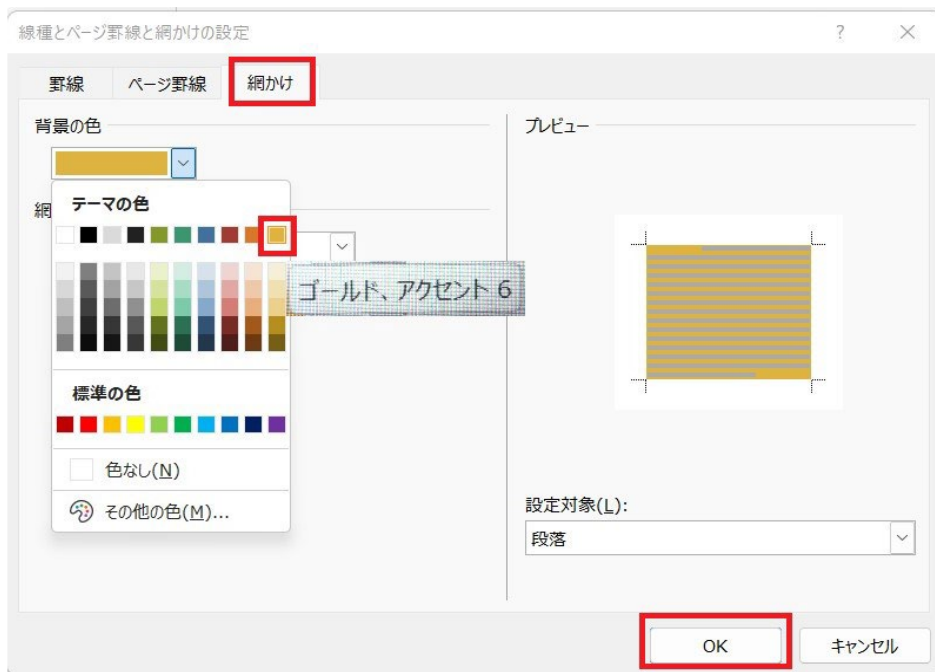 線種とページ罫線と網かけの設定
?
罫線
ページ罫線
網かけ
背景の色
プレビュー
テーマの色
網
ゴールド、アクセント 6
標準の色
色なし(N)
その他の色(M)...
設定対象(L):
段落
OK
キャンセル